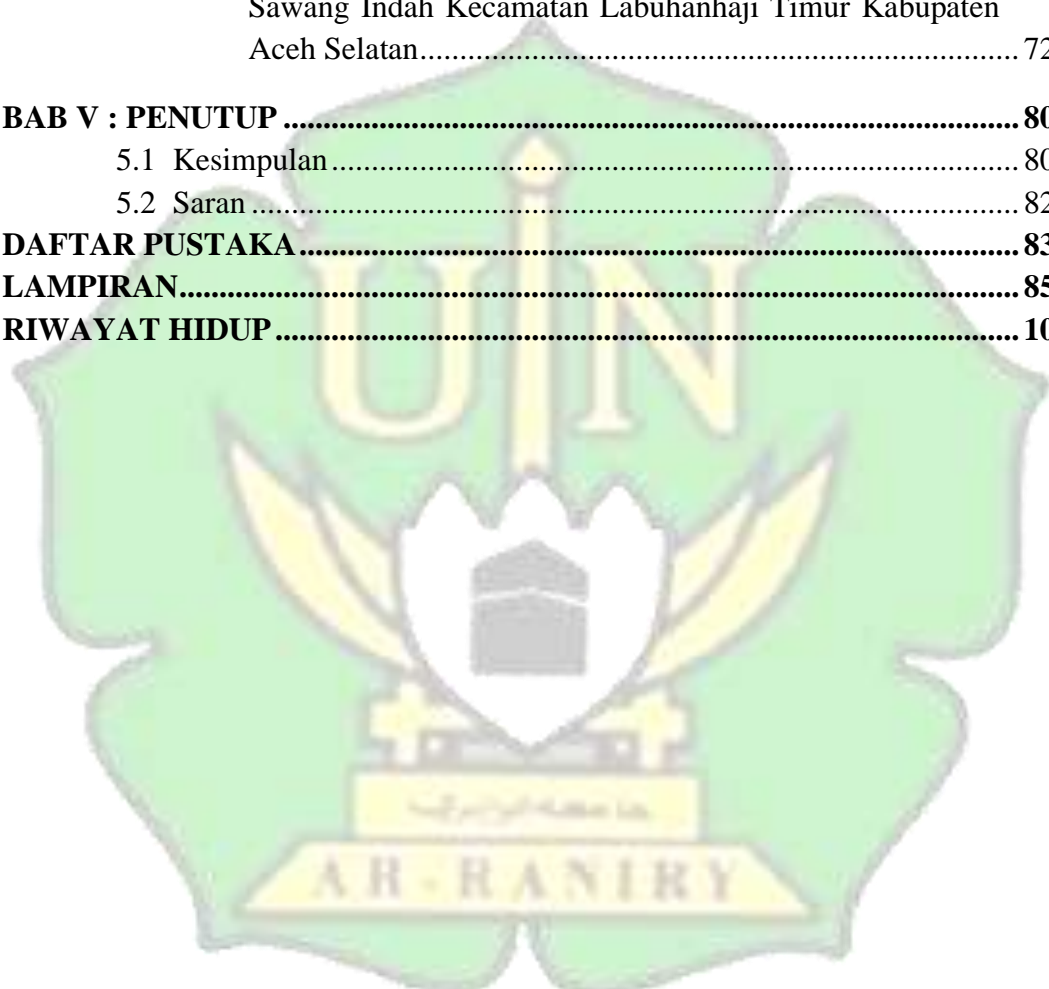 Sawang Indah Kecamatan Labuhanhaji Timur Kabupaten
Aceh Selatan.................................................................................... 72
BAB V : PENUTUP ........................................................................................................ 80
5.1 Kesimpulan ................................................................................................ 80
5.2 Saran ........................................................................................................... 82
DAFTAR PUSTAKA...................................................................................................... 83
LAMPIRAN...................................................................................................................... 85
RIWAYAT HIDUP ......................................................................................................... 10
UIN
AR-RANIRY